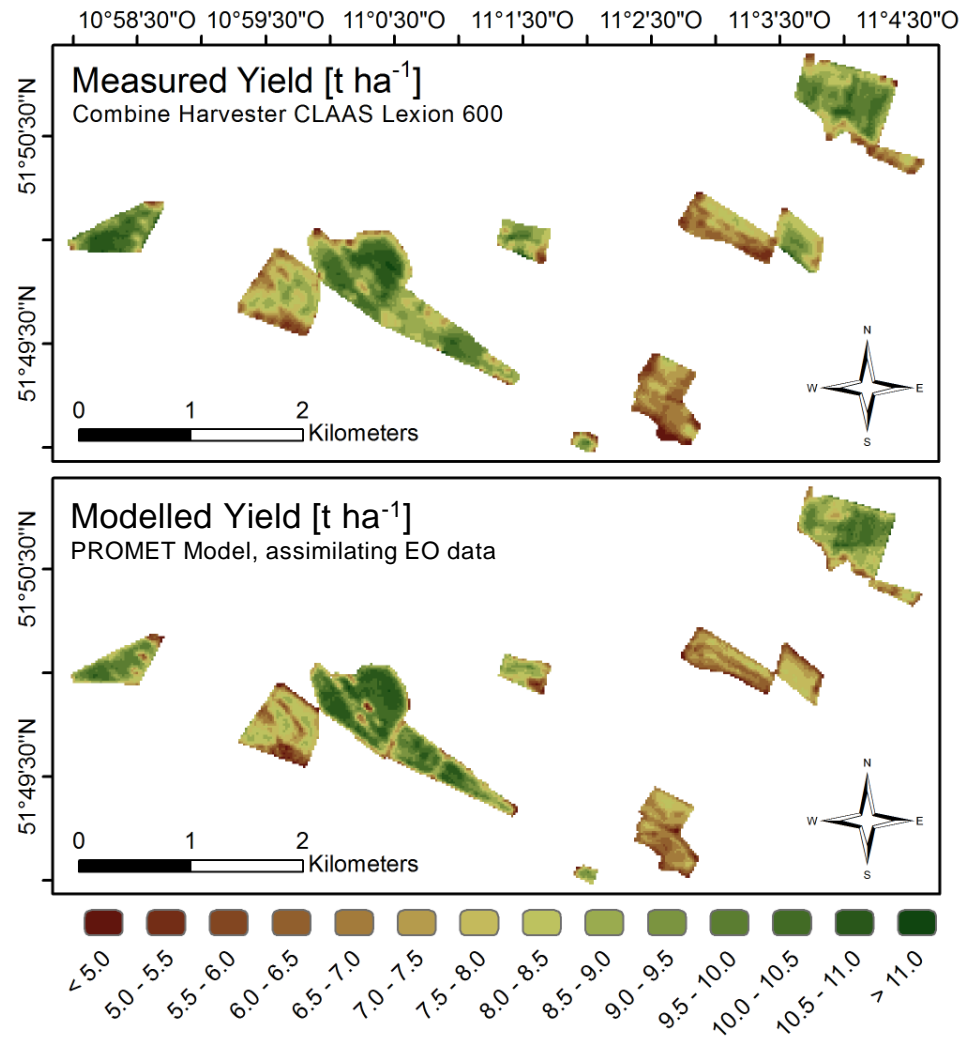 10°58'30"O 10°59'30"O 11°0'30"O 11°1'30"O 11°2'30"O 11°3'30"O 11°4'30"O
Measured Yield [t ha⁻¹]
Combine Harvester CLAAS Lexion 600
51°50'30"N
51°49'30"N
0 1 2
Kilometers
N
W E
S
Modelled Yield [t ha⁻¹]
PROMET Model, assimilating EO data
51°50'30"N
51°49'30"N
0 1 2
Kilometers
N
W E
S
< 5.0
5.0 - 5.5
5.5 - 6.0
6.0 - 6.5
6.5 - 7.0
7.0 - 7.5
7.5 - 8.0
8.0 - 8.5
8.5 - 9.0
9.0 - 9.5
9.5 - 10.0
10.0 - 10.5
10.5 - 11.0
> 11.0